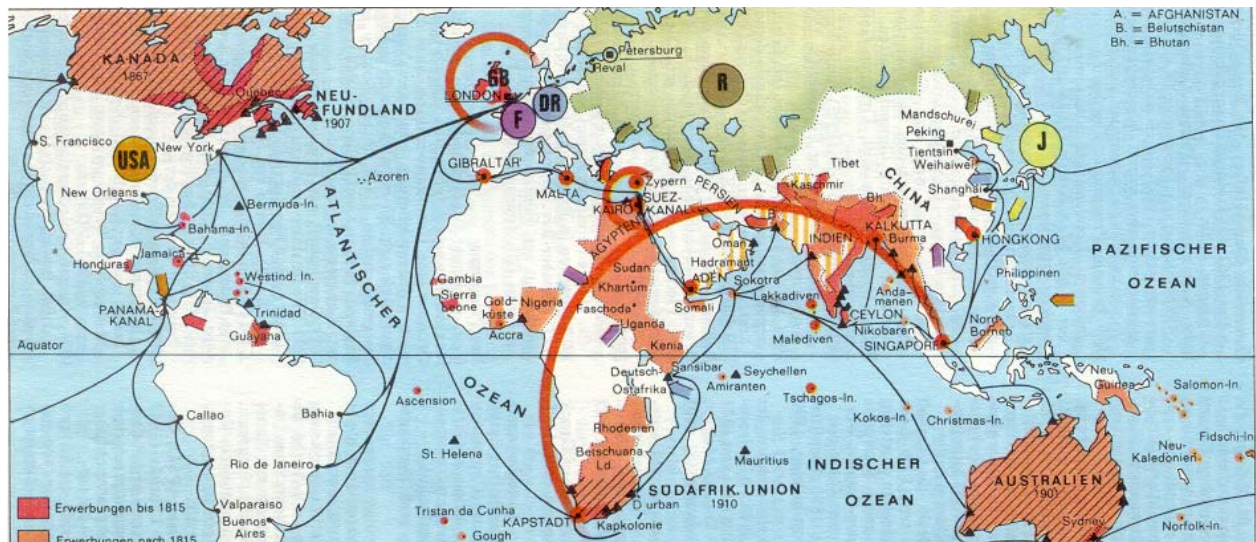 A. = AFGHANISTAN
B. = Belutschistan
Bh. = Bhutan
KANADA
1867
Quebec
NEU-
FUNDLAND
1907
GB
LONDON
F
DR
Petersburg
Reval
R
J
Mandschurei
Peking
Tientsin
Weihaiwei
Shanghai
CHINA
Tibet
HONGKONG
S. Francisco
USA
New York
New Orleans
Azoren
Bermuda-In.
Bahama-In.
Jamaica
Honduras
Westind. In.
PANAMA-
KANAL
Trinidad
Guayana
ATLANTISCHER
OZEAN
GIBRALTAR
MALTA
Zypern
SUEZ-
KANAL
KAIRO
ÄGYPTEN
PERSIEN
A.
B.
Kaschmir
Bh.
INDIEN
KALKUTTA
Burma
Oman
Hadramaut
ADEN
Sokotra
Somali
Lakkadiven
Malediven
CEYLON
Anda-
manen
Nikobaren
SINGAPORE
Nord-
Borneo
Philippinen
PAZIFISCHER
OZEAN
Gambia
Sierra
Leone
Gold-
küste
Nigeria
Accra
Sudan
Khartum
Faschoda
Uganda
Kenia
Deutsch-
Ostafrika
Sansibar
Amiranten
Seychellen
Tschagos-In.
Kokos-In.
Christmas-In.
Neu-
Guinea
Salomon-In.
Fidschi-In.
Neu-
Kaledonien
Norfolk-In.
AUSTRALIEN
1901
Sydney
INDISCHER
OZEAN
Mauritius
Rhodesien
Betschuana-
Ld.
SÜDAFRIK. UNION
1910
Durban
KAPSTADT
Kapkolonie
Äquator
Callao
Bahia
Rio de Janeiro
Valparaiso
Buenos
Aires
Ascension
St. Helena
Tristan da Cunha
Gough
Erwerbungen bis 1815
Erwerbungen nach 1815